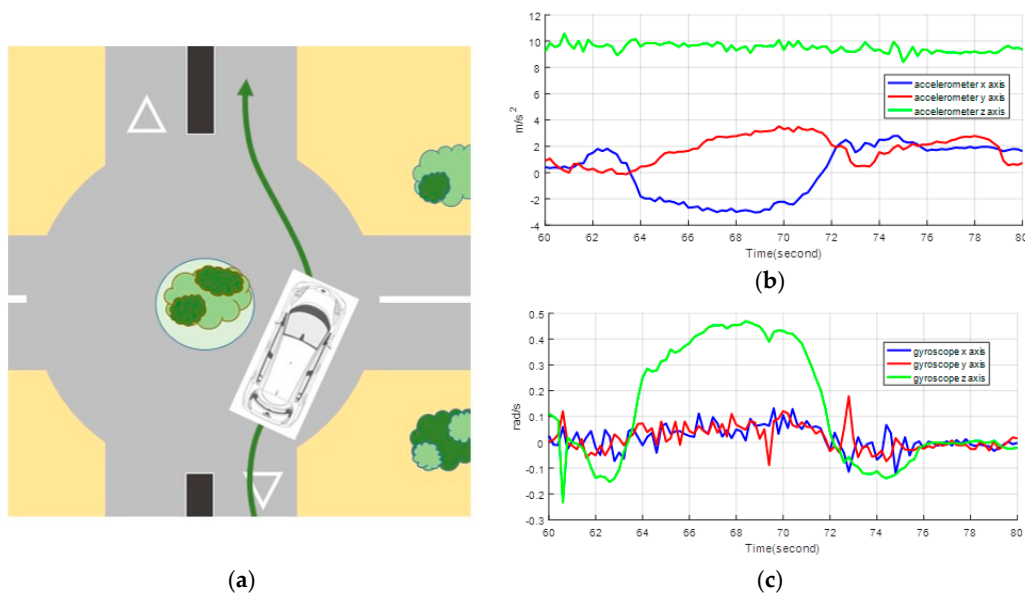 12
10
8
6
4
2
0
-2
-4
m/s²
accelerometer x axis
accelerometer y axis
accelerometer z axis
60 62 64 66 68 70 72 74 76 78 80
Time(second)
(b)
0.5
0.4
0.3
0.2
0.1
0
-0.1
-0.2
-0.3
rad/s
gyroscope x axis
gyroscope y axis
gyroscope z axis
60 62 64 66 68 70 72 74 76 78 80
Time(second)
(a)
(c)